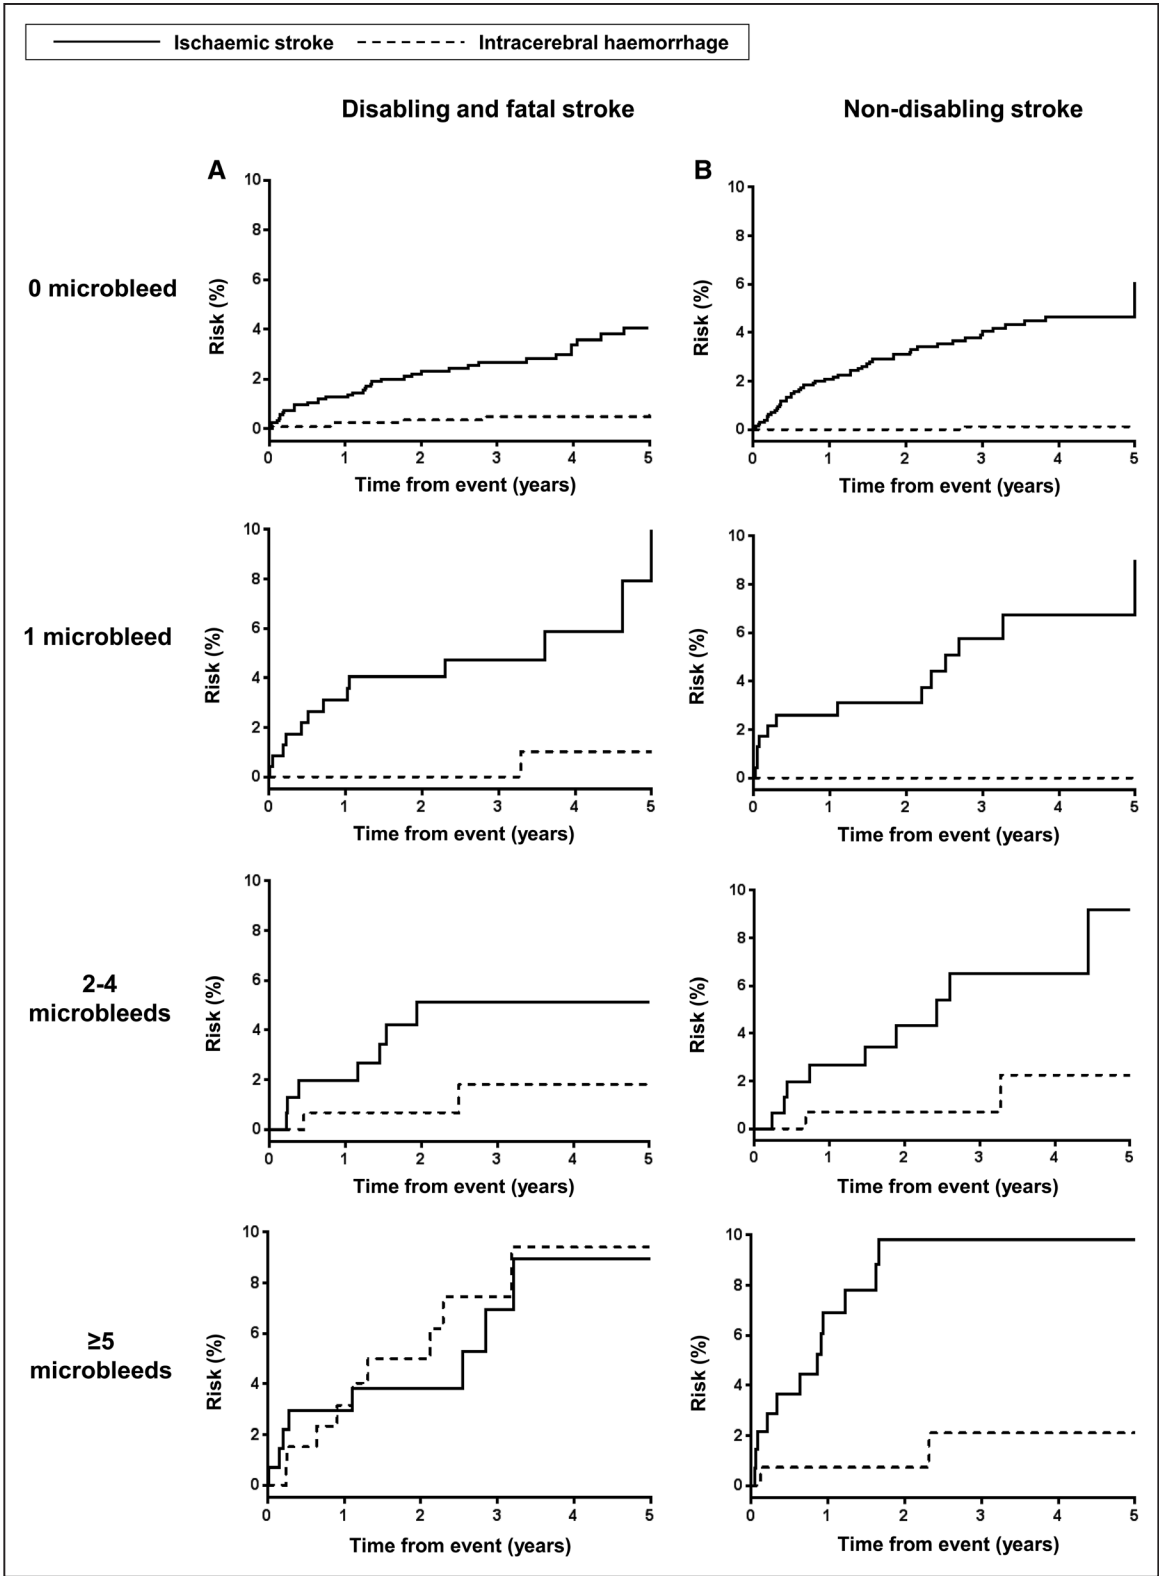 Ischaemic stroke Intracerebral haemorrhage
Disabling and fatal stroke Non-disabling stroke
A B
0 microbleed
Risk (%)
10
8
6
4
2
0
0 1 2 3 4 5
Time from event (years)
Risk (%)
10
8
6
4
2
0
0 1 2 3 4 5
Time from event (years)
1 microbleed
Risk (%)
10
8
6
4
2
0
0 1 2 3 4 5
Time from event (years)
Risk (%)
10
8
6
4
2
0
0 1 2 3 4 5
Time from event (years)
2-4
microbleeds
Risk (%)
10
8
6
4
2
0
0 1 2 3 4 5
Time from event (years)
Risk (%)
10
8
6
4
2
0
0 1 2 3 4 5
Time from event (years)
≥5
microbleeds
Risk (%)
10
8
6
4
2
0
0 1 2 3 4 5
Time from event (years)
Risk (%)
10
8
6
4
2
0
0 1 2 3 4 5
Time from event (years)